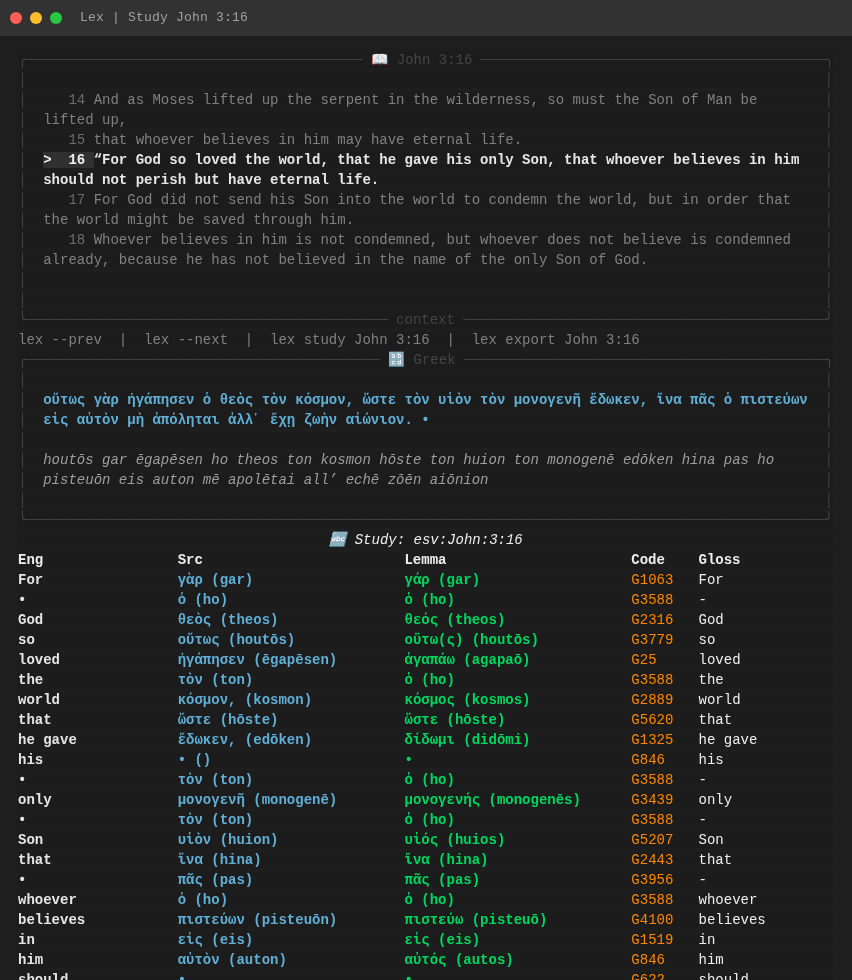 Lex | Study John 3:16
📖 John 3:16
14 And as Moses lifted up the serpent in the wilderness, so must the Son of Man be
lifted up,
15 that whoever believes in him may have eternal life.
> 16 “For God so loved the world, that he gave his only Son, that whoever believes in him
should not perish but have eternal life.
17 For God did not send his Son into the world to condemn the world, but in order that
the world might be saved through him.
18 Whoever believes in him is not condemned, but whoever does not believe is condemned
already, because he has not believed in the name of the only Son of God.
context
lex --prev | lex --next | lex study John 3:16 | lex export John 3:16
🔡 Greek
οὕτως γὰρ ἠγάπησεν ὁ θεὸς τὸν κόσμον, ὥστε τὸν υἱὸν τὸν μονογενῆ ἔδωκεν, ἵνα πᾶς ὁ πιστεύων
εἰς αὐτὸν μὴ ἀπόληται ἀλλ᾽ ἔχῃ ζωὴν αἰώνιον. •
houtōs gar ēgapēsen ho theos ton kosmon hōste ton huion ton monogenē edōken hina pas ho
pisteuōn eis auton mē apolētai all’ echē zōēn aiōnion
🔤 Study: esv:John:3:16
Eng Src Lemma Code Gloss
For γὰρ (gar) γάρ (gar) G1063 For
• ὁ (ho) ὁ (ho) G3588 -
God θεὸς (theos) θεός (theos) G2316 God
so οὕτως (houtōs) οὕτω(ς) (houtōs) G3779 so
loved ἠγάπησεν (ēgapēsen) ἀγαπάω (agapaō) G25 loved
the τὸν (ton) ὁ (ho) G3588 the
world κόσμον, (kosmon) κόσμος (kosmos) G2889 world
that ὥστε (hōste) ὥστε (hōste) G5620 that
he gave ἔδωκεν, (edōken) δίδωμι (didōmi) G1325 he gave
his • () • G846 his
• τὸν (ton) ὁ (ho) G3588 -
only μονογενῆ (monogenē) μονογενής (monogenēs) G3439 only
• τὸν (ton) ὁ (ho) G3588 -
Son υἱὸν (huion) υἱός (huios) G5207 Son
that ἵνα (hina) ἵνα (hina) G2443 that
• πᾶς (pas) πᾶς (pas) G3956 -
whoever ὁ (ho) ὁ (ho) G3588 whoever
believes πιστεύων (pisteuōn) πιστεύω (pisteuō) G4100 believes
in εἰς (eis) εἰς (eis) G1519 in
him αὐτὸν (auton) αὐτός (autos) G846 him
should • • G622 should